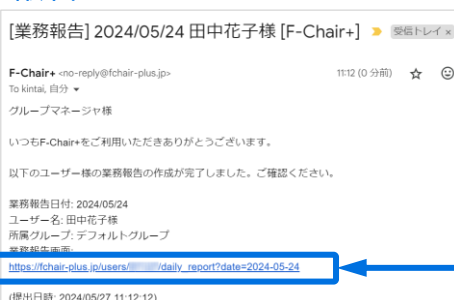 [業務報告] 2024/05/24 田中花子様 [F-Chair+] 受信トレイ ×
F-Chair+ <no-reply@fchair-plus.jp> 11:12 (0 分前)
To kintai, 自分
グループマネージャ様
いつもF-Chair+をご利用いただきありがとうございます。
以下のユーザー様の業務報告の作成が完了しました。ご確認ください。
業務報告日付: 2024/05/24
ユーザー名: 田中花子様
所属グループ: デフォルトグループ
業務報告画面:
https://fchair-plus.jp/users/ /daily_report?date=2024-05-24
(提出日時: 2024/05/27 11:12:12)